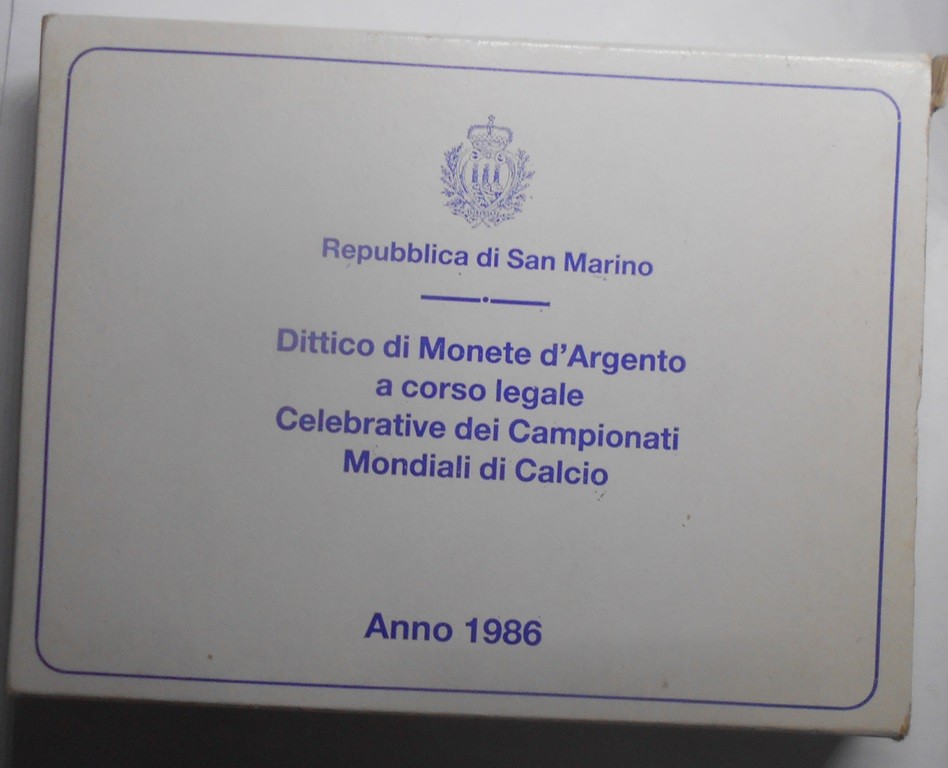 Repubblica di San Marino
Dittico di Monete d'Argento
a corso legale
Celebrative dei Campionati
Mondiali di Calcio
Anno 1986